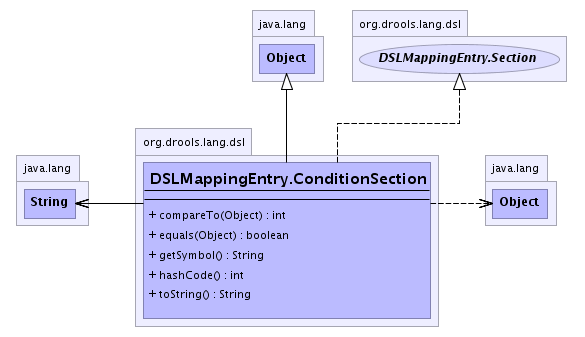 java.lang
Object
org.drools.lang.dsl
DSLMappingEntry.Section
org.drools.lang.dsl
DSLMappingEntry.ConditionSection
+ compareTo(Object) : int
+ equals(Object) : boolean
+ getSymbol() : String
+ hashCode() : int
+ toString() : String
java.lang
String
java.lang
Object